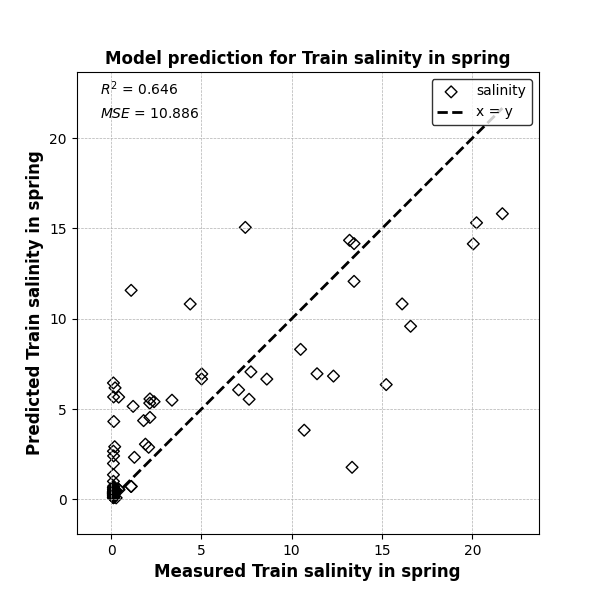 Model prediction for Train salinity in spring
R² = 0.646
MSE = 10.886
salinity
x = y
Predicted Train salinity in spring
20
15
10
5
0
0 5 10 15 20
Measured Train salinity in spring